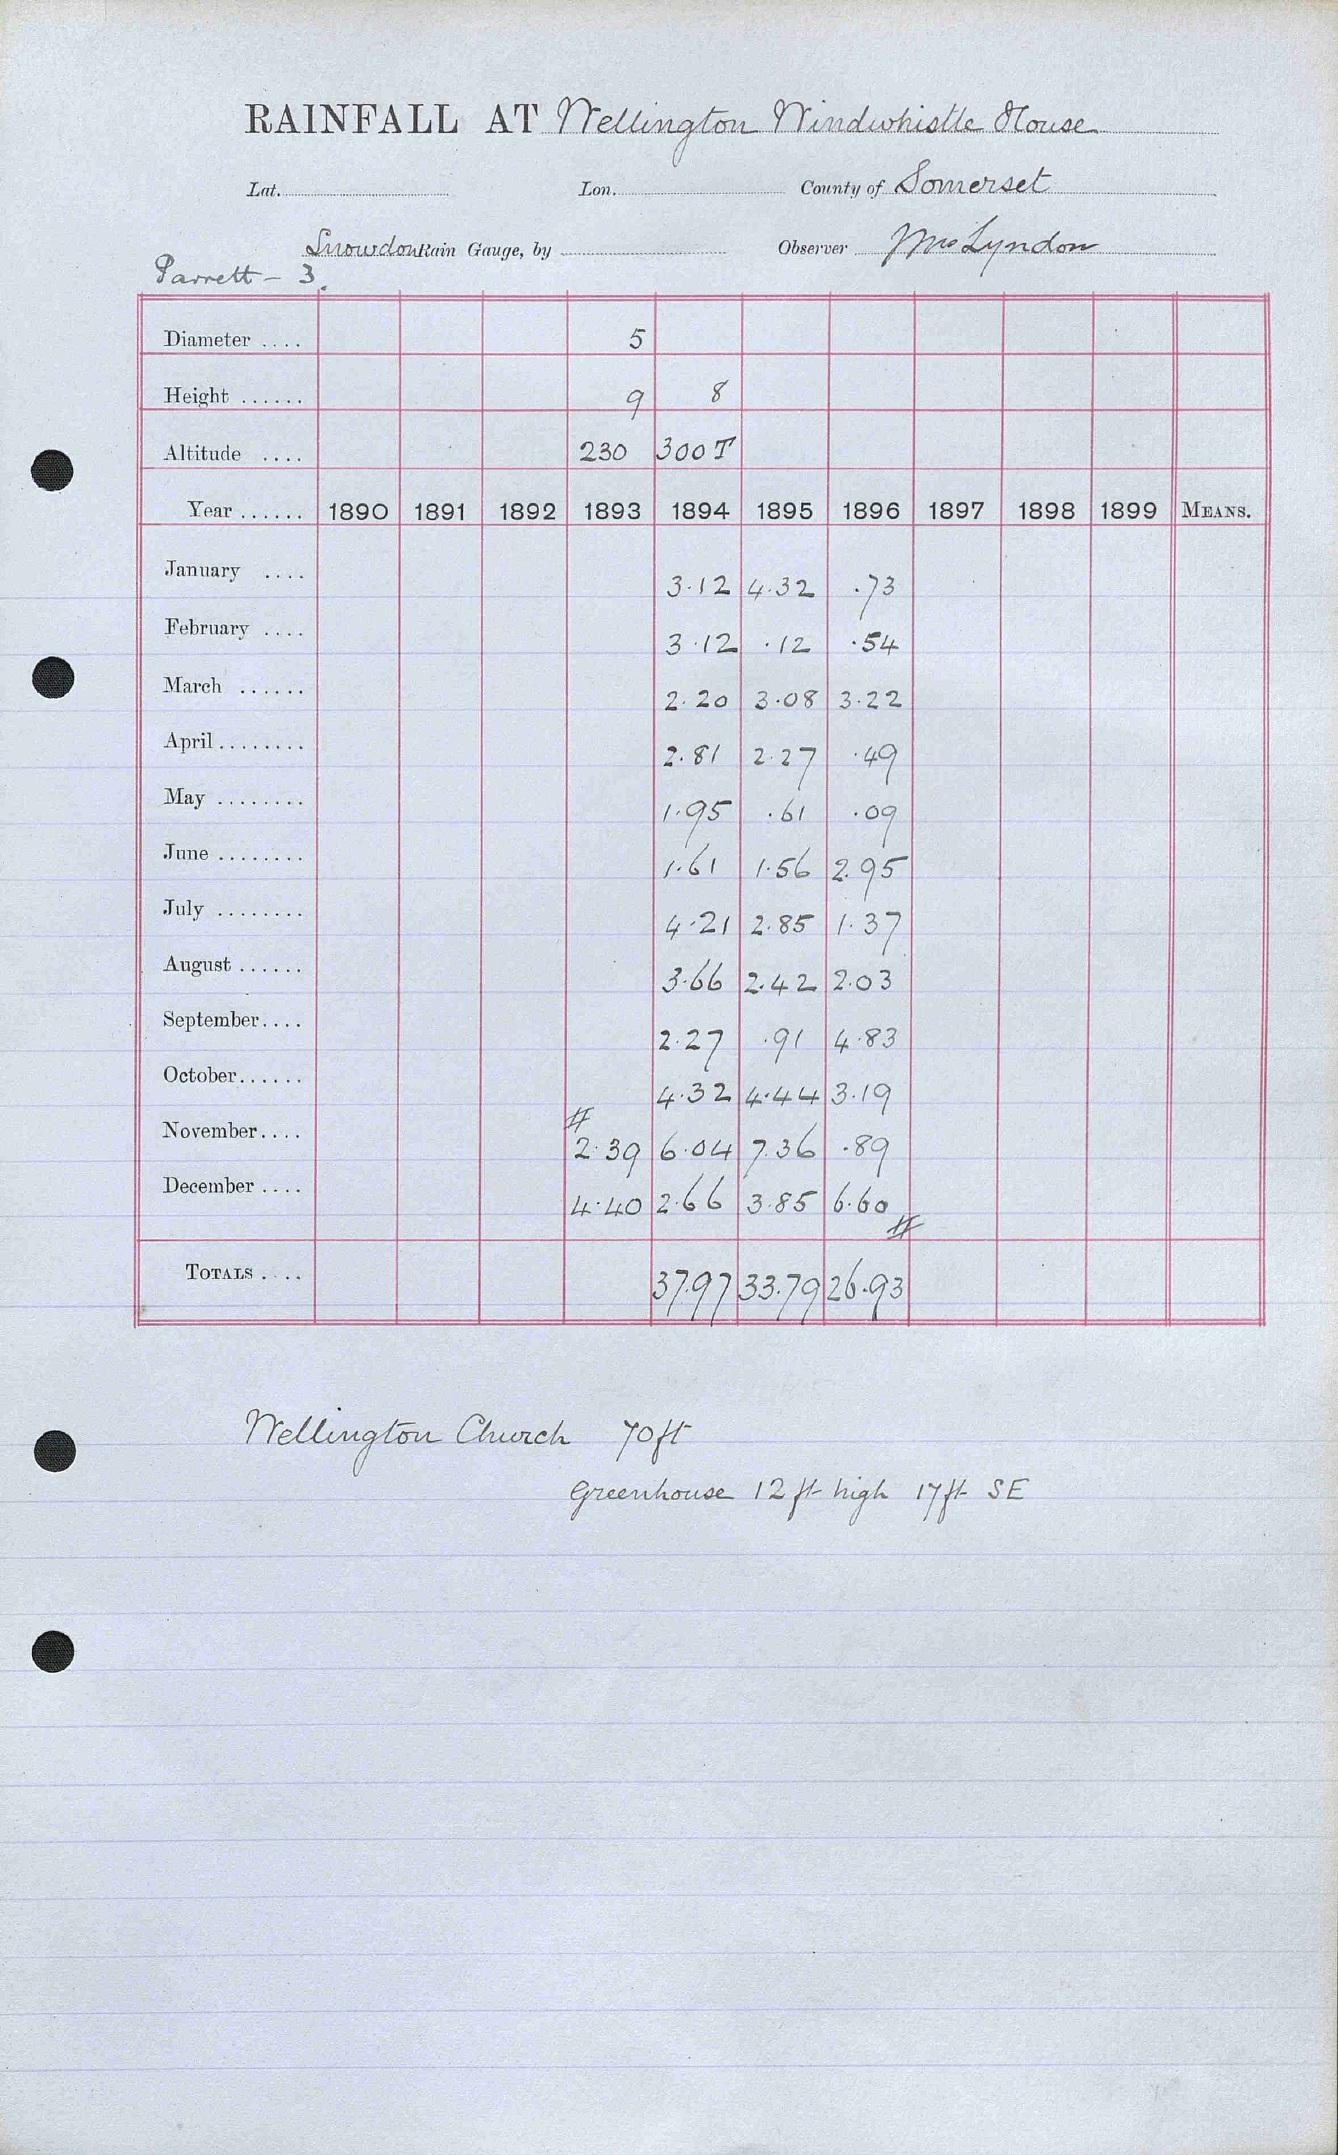 RAINFALL AT Wellington Windwhistle House
Lat. Lon. County of Somerset
Snowdon Rain Gauge, by Observer Mrs Lyndon
Parrett - 3.
Diameter .... 5
Height ...... 9 8
Altitude .... 230 300 T
Year ...... 1890 1891 1892 1893 1894 1895 1896 1897 1898 1899 MEANS.
January .... 3.12 4.32 .73
February .... 3.12 .12 .54
March ...... 2.20 3.08 3.22
April ........ 2.81 2.27 .49
May ........ 1.95 .61 .09
June ........ 1.61 1.56 2.95
July ........ 4.21 2.85 1.37
August ...... 3.66 2.42 2.03
September.... 2.27 .91 4.83
October...... 4.32 4.44 3.19
November.... 2.39 6.04 7.36 .89
December .... 4.40 2.66 3.85 6.60
TOTALS .... 37.97 33.79 26.93
Wellington Church 70ft
Greenhouse 12 ft high 17 ft SE